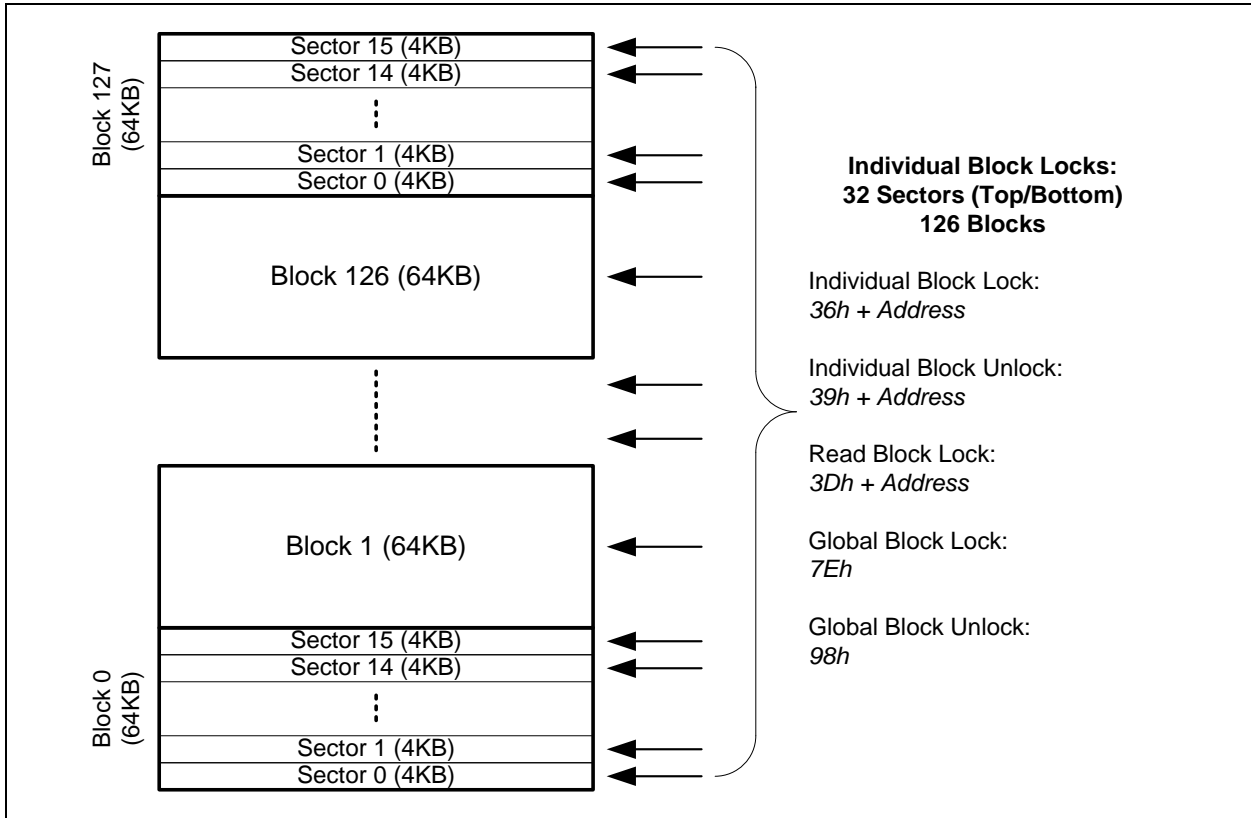 Block 127
(64KB)
Sector 15 (4KB)
Sector 14 (4KB)
Sector 1 (4KB)
Sector 0 (4KB)
Block 126 (64KB)
Block 1 (64KB)
Block 0
(64KB)
Sector 15 (4KB)
Sector 14 (4KB)
Sector 1 (4KB)
Sector 0 (4KB)
Individual Block Locks:
32 Sectors (Top/Bottom)
126 Blocks
Individual Block Lock:
36h + Address
Individual Block Unlock:
39h + Address
Read Block Lock:
3Dh + Address
Global Block Lock:
7Eh
Global Block Unlock:
98h